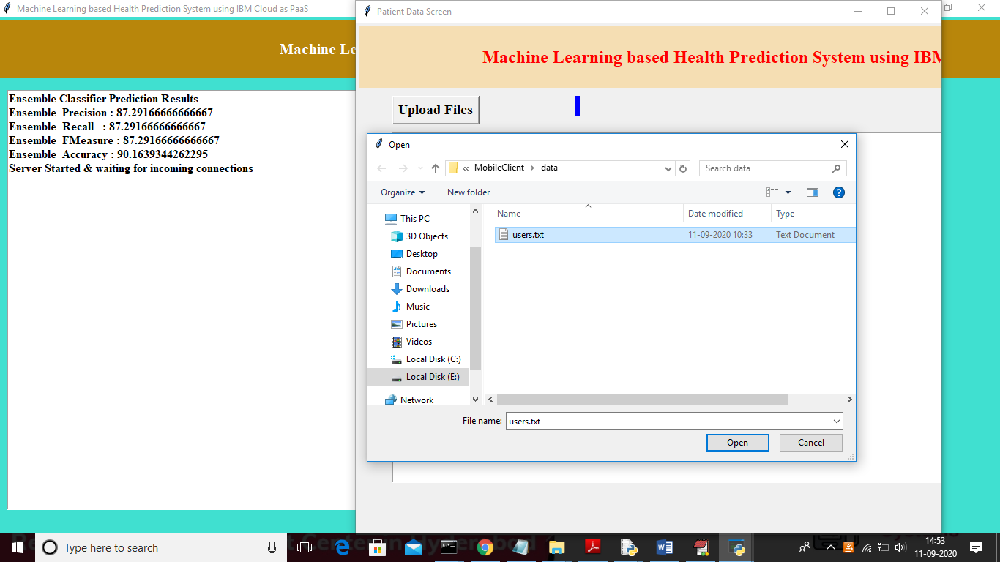 Machine Learning based Health Prediction System using IBM Cloud as PaaS
Machine Le
Ensemble Classifier Prediction Results
Ensemble Precision : 87.29166666666667
Ensemble Recall : 87.29166666666667
Ensemble FMeasure : 87.29166666666667
Ensemble Accuracy : 90.1639344262295
Server Started & waiting for incoming connections
Patient Data Screen
Machine Learning based Health Prediction System using IBM
Upload Files
Open
« MobileClient › data
Search data
Organize
New folder
Name
Date modified
Type
users.txt
11-09-2020 10:33
Text Document
This PC
3D Objects
Desktop
Documents
Downloads
Music
Pictures
Videos
Local Disk (C:)
Local Disk (E:)
Network
File name:
users.txt
Open
Cancel
Type here to search
14:53
11-09-2020